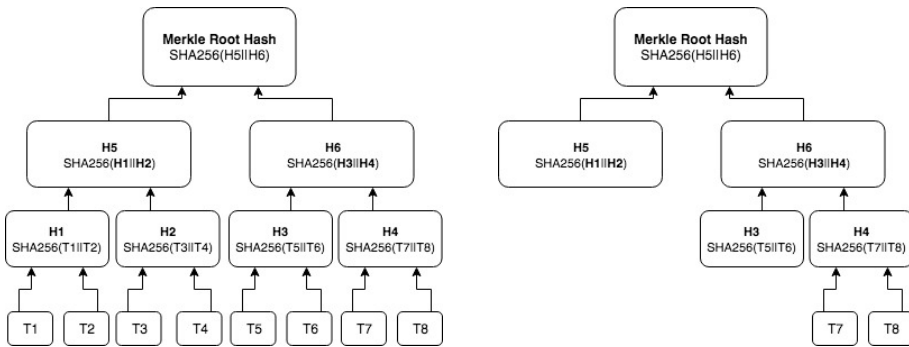 Merkle Root Hash
SHA256(H5||H6)
H5
SHA256(H1||H2)
H6
SHA256(H3||H4)
H1
SHA256(T1||T2)
H2
SHA256(T3||T4)
H3
SHA256(T5||T6)
H4
SHA256(T7||T8)
T1
T2
T3
T4
T5
T6
T7
T8
Merkle Root Hash
SHA256(H5||H6)
H5
SHA256(H1||H2)
H6
SHA256(H3||H4)
H3
SHA256(T5||T6)
H4
SHA256(T7||T8)
T7
T8